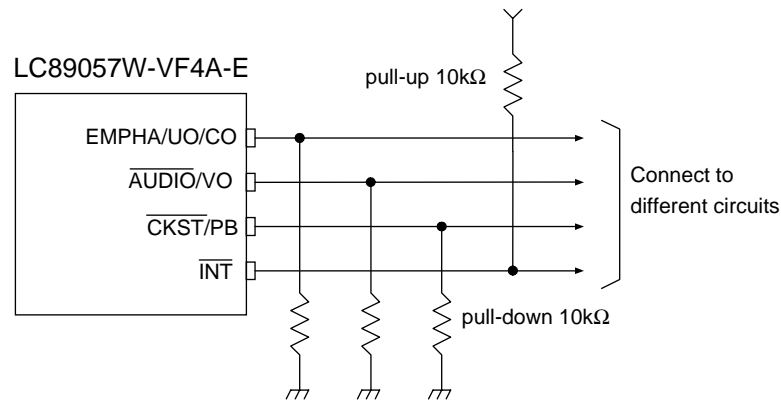 LC89057W-VF4A-E
pull-up 10kΩ
EMPHA/UO/CO
AUDIO/VO
CKST/PB
INT
Connect to
different circuits
pull-down 10kΩ